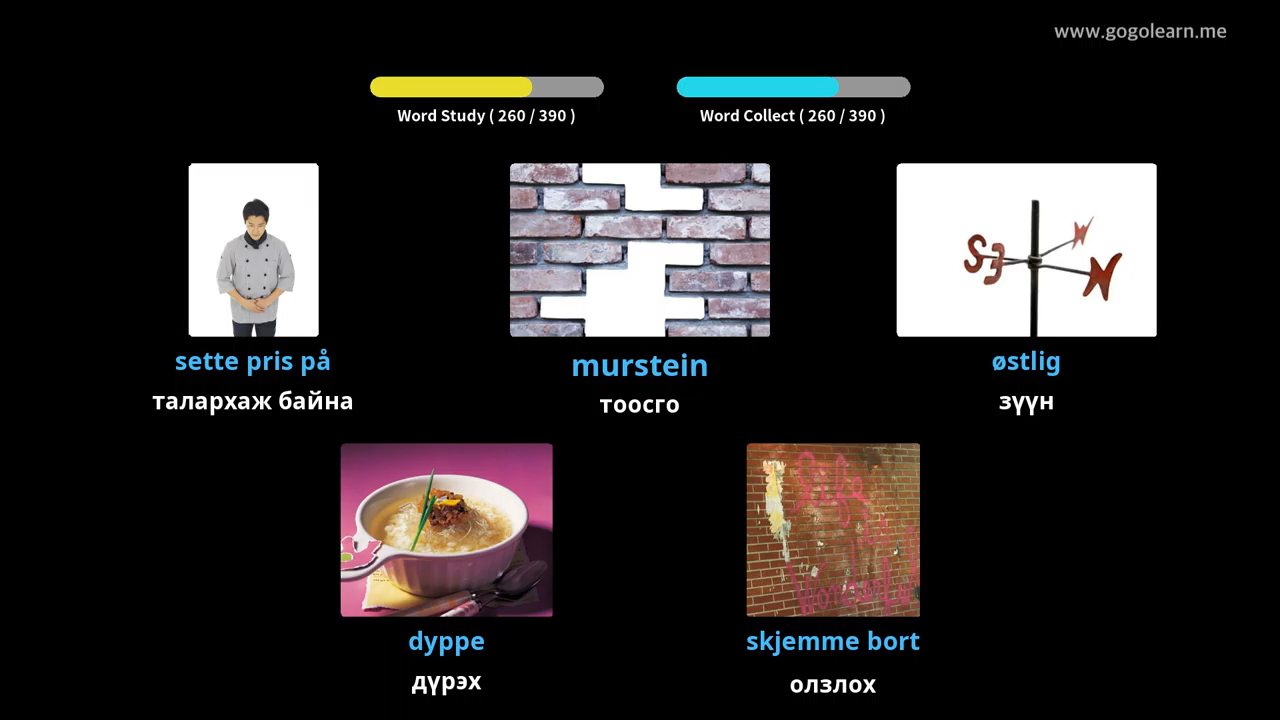 www.gogolearn.me
Word Study ( 260 / 390 )
Word Collect ( 260 / 390 )
sette pris på
талархаж байна
murstein
тоосго
østlig
зүүн
dyppe
дүрэх
skjemme bort
олзлох
S
E
N
W
Life